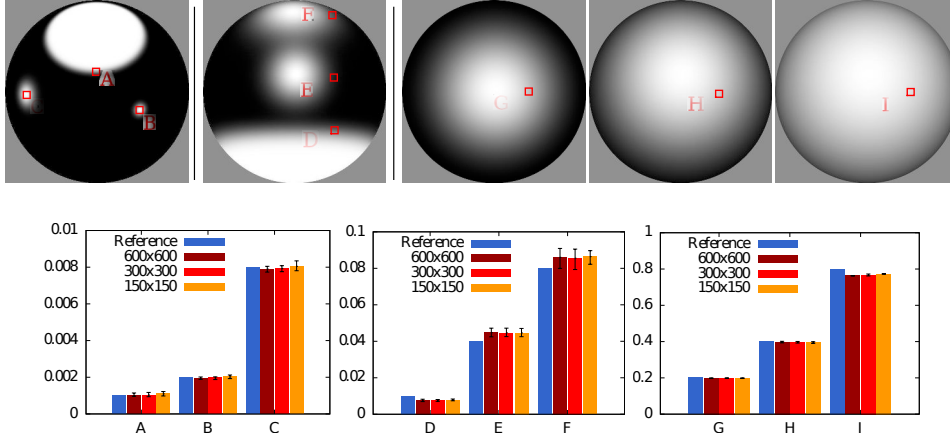 F
A
E
C
B
G
H
I
D
0.01
0.008
0.006
0.004
0.002
0
Reference
600x600
300x300
150x150
A
B
C
0.1
0.08
0.06
0.04
0.02
0
Reference
600x600
300x300
150x150
D
E
F
1
0.8
0.6
0.4
0.2
0
Reference
600x600
300x300
150x150
G
H
I